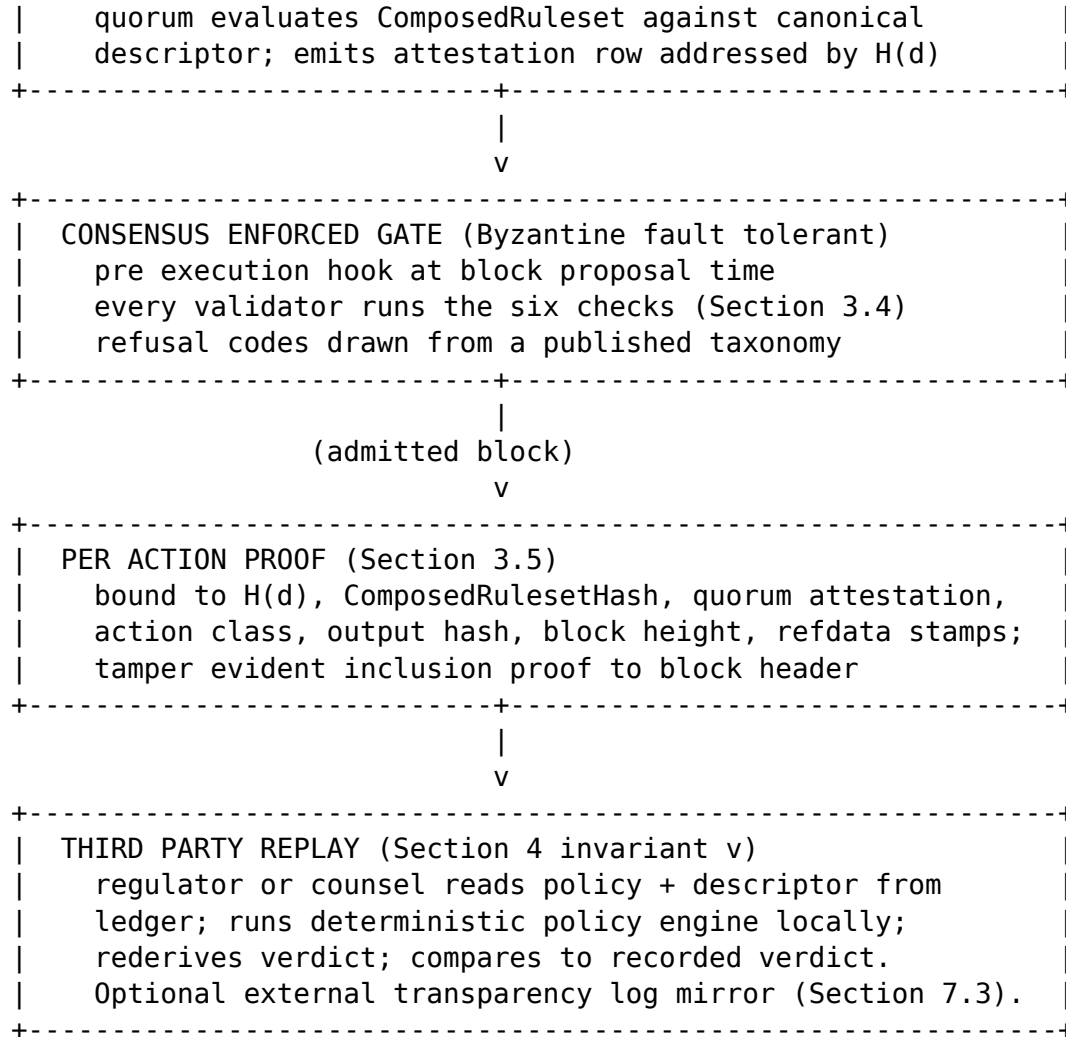 quorum evaluates ComposedRuleset against canonical
descriptor; emits attestation row addressed by H(d)
v
CONSENSUS ENFORCED GATE (Byzantine fault tolerant)
pre execution hook at block proposal time
every validator runs the six checks (Section 3.4)
refusal codes drawn from a published taxonomy
(admitted block)
v
PER ACTION PROOF (Section 3.5)
bound to H(d), ComposedRulesetHash, quorum attestation,
action class, output hash, block height, refdata stamps;
tamper evident inclusion proof to block header
v
THIRD PARTY REPLAY (Section 4 invariant v)
regulator or counsel reads policy + descriptor from
ledger; runs deterministic policy engine locally;
rederives verdict; compares to recorded verdict.
Optional external transparency log mirror (Section 7.3).